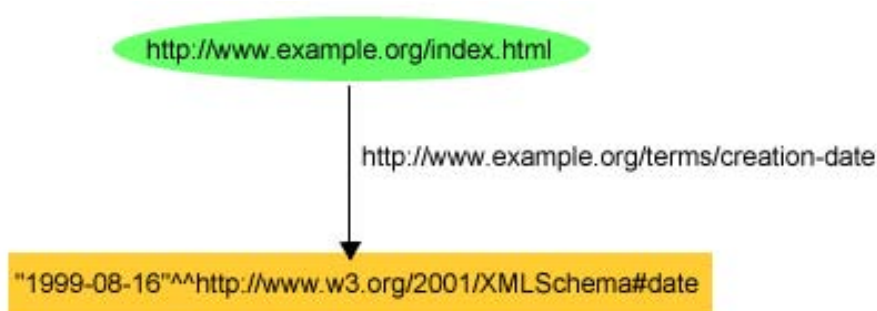 http://www.example.org/index.html
http://www.example.org/terms/creation-date
"1999-08-16"^^http://www.w3.org/2001/XMLSchema#date